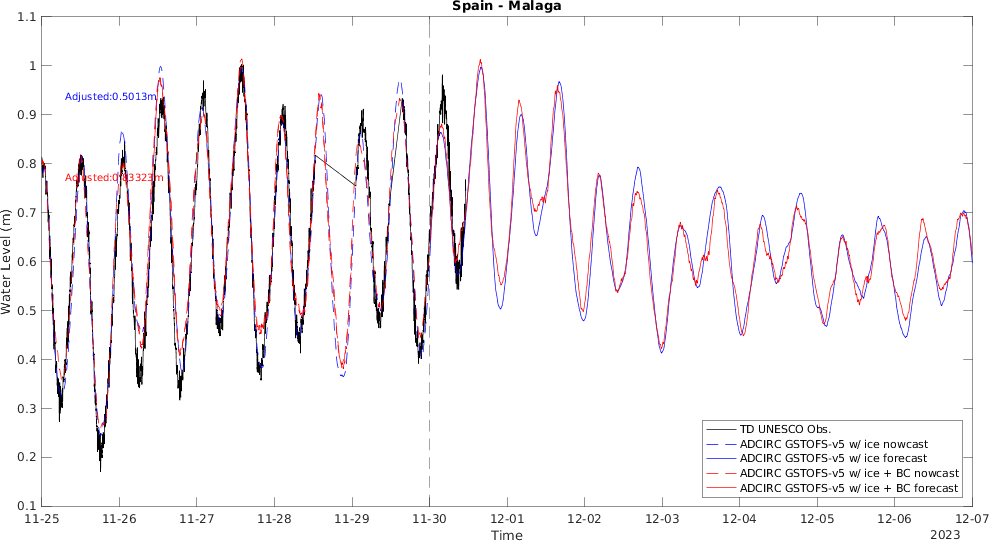 Spain - Malaga
1.1
1
0.9
0.8
0.7
0.6
0.5
0.4
0.3
0.2
0.1
Water Level (m)
Adjusted:0.5013m
TD UNESCO Obs.
ADCIRC GSTOFS-v5 w/ ice nowcast
ADCIRC GSTOFS-v5 w/ ice forecast
ADCIRC GSTOFS-v5 w/ ice + BC nowcast
ADCIRC GSTOFS-v5 w/ ice + BC forecast
11-25 11-26 11-27 11-28 11-29 11-30 12-01 12-02 12-03 12-04 12-05 12-06 12-07
Time
2023